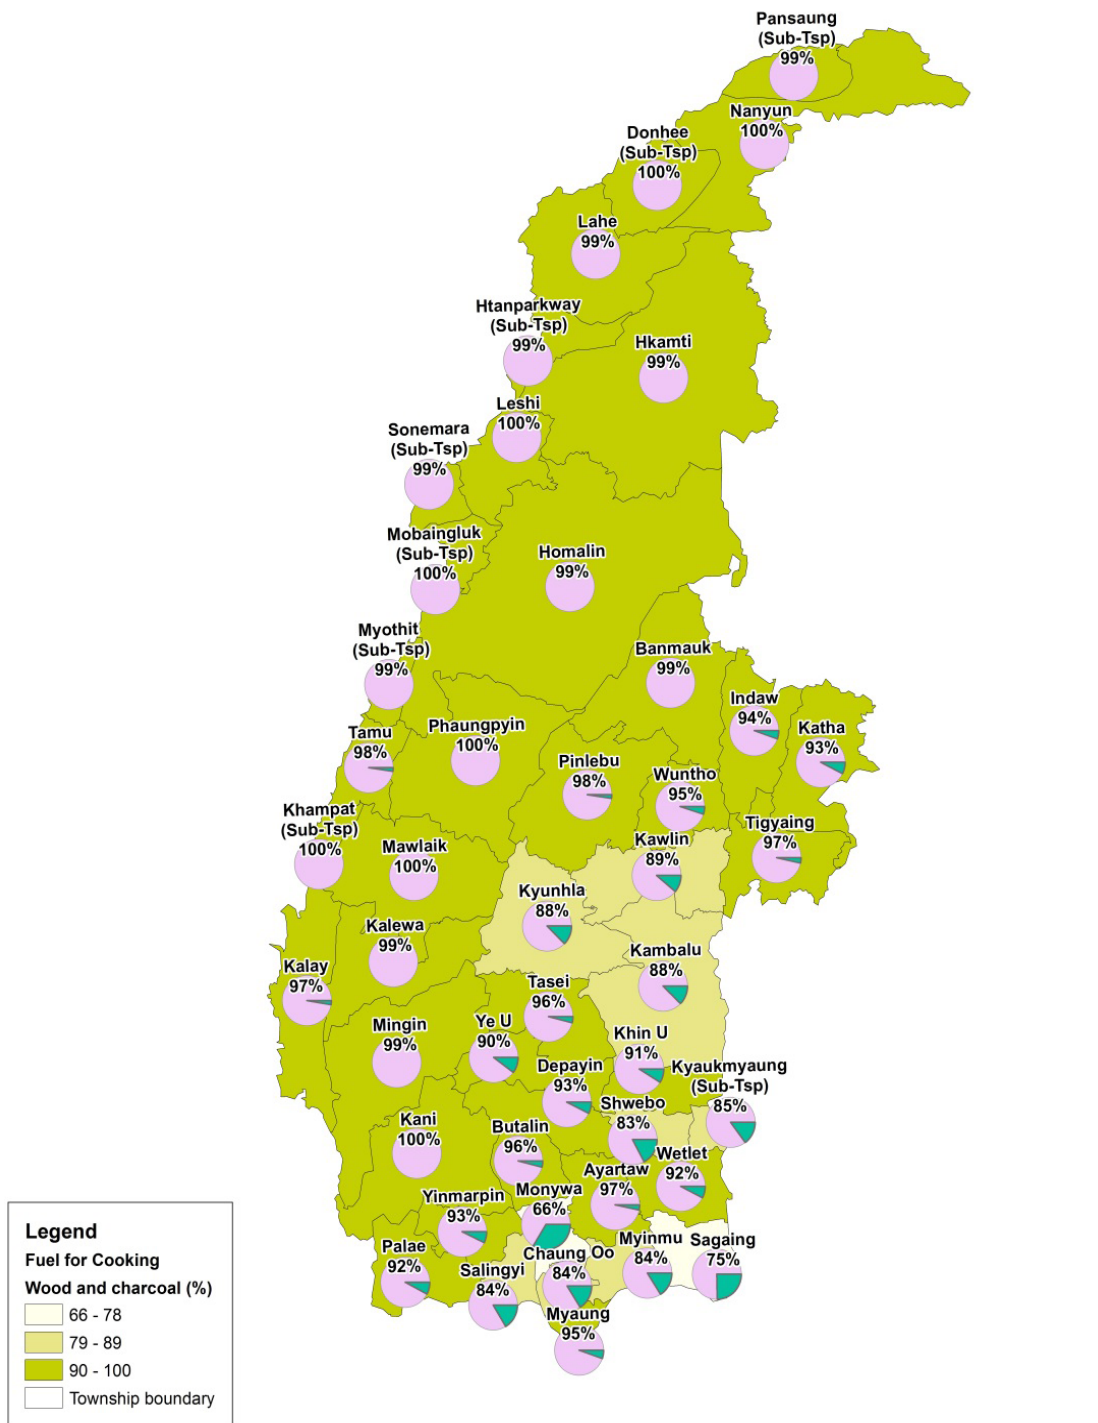 Pansaung
(Sub-Tsp)
99%
Nanyun
100%
Donhee
(Sub-Tsp)
100%
Lahe
99%
Htanparkway
(Sub-Tsp)
99%
Hkamti
99%
Leshi
100%
Sonemara
(Sub-Tsp)
99%
Mobaingluk
(Sub-Tsp)
100%
Homalin
99%
Myothit
(Sub-Tsp)
99%
Banmauk
99%
Indaw
94%
Katha
93%
Tamu
98%
Phaungpyin
100%
Pinlebu
98%
Wuntho
95%
Khampat
(Sub-Tsp)
100%
Mawlaik
100%
Kawlin
89%
Tigyaing
97%
Kyunhla
88%
Kalewa
99%
Kambalu
88%
Kalay
97%
Tasei
96%
Mingin
99%
Ye U
90%
Khin U
91%
Depayin
93%
Kyaukmyaung
(Sub-Tsp)
85%
Shwebo
83%
Kani
100%
Butalin
96%
Wetlet
92%
Ayartaw
97%
Monywa
66%
Yinmarpin
93%
Palae
92%
Salingyi
84%
Chaung Oo
84%
Myinmu
84%
Sagaing
75%
Myaung
95%
Legend
Fuel for Cooking
Wood and charcoal (%)
66 - 78
79 - 89
90 - 100
Township boundary